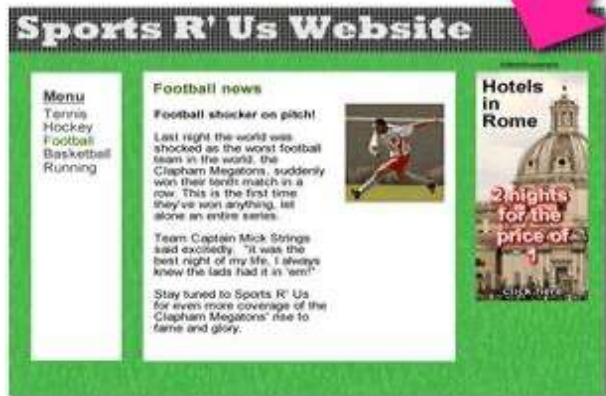 Sports R' Us Website
Menu
Tennis
Hockey
Football
Basketball
Running
Football news
Football shocker on pitch!
Last night the world was
shocked as the worst football
team in the world, the
Clapham Megatons, suddenly
won their tenth match in a
row. This is the first time
they've won anything, let
alone an entire series.
Team Captain Mick Strings
said excitedly. "it was the
best night of my life, I always
knew the lads had it in 'em!"
Stay tuned to Sports R' Us
for even more coverage of the
Clapham Megatons' rise to
fame and glory.
Hotels
in
Rome
2 nights
for the
price of
1
click here